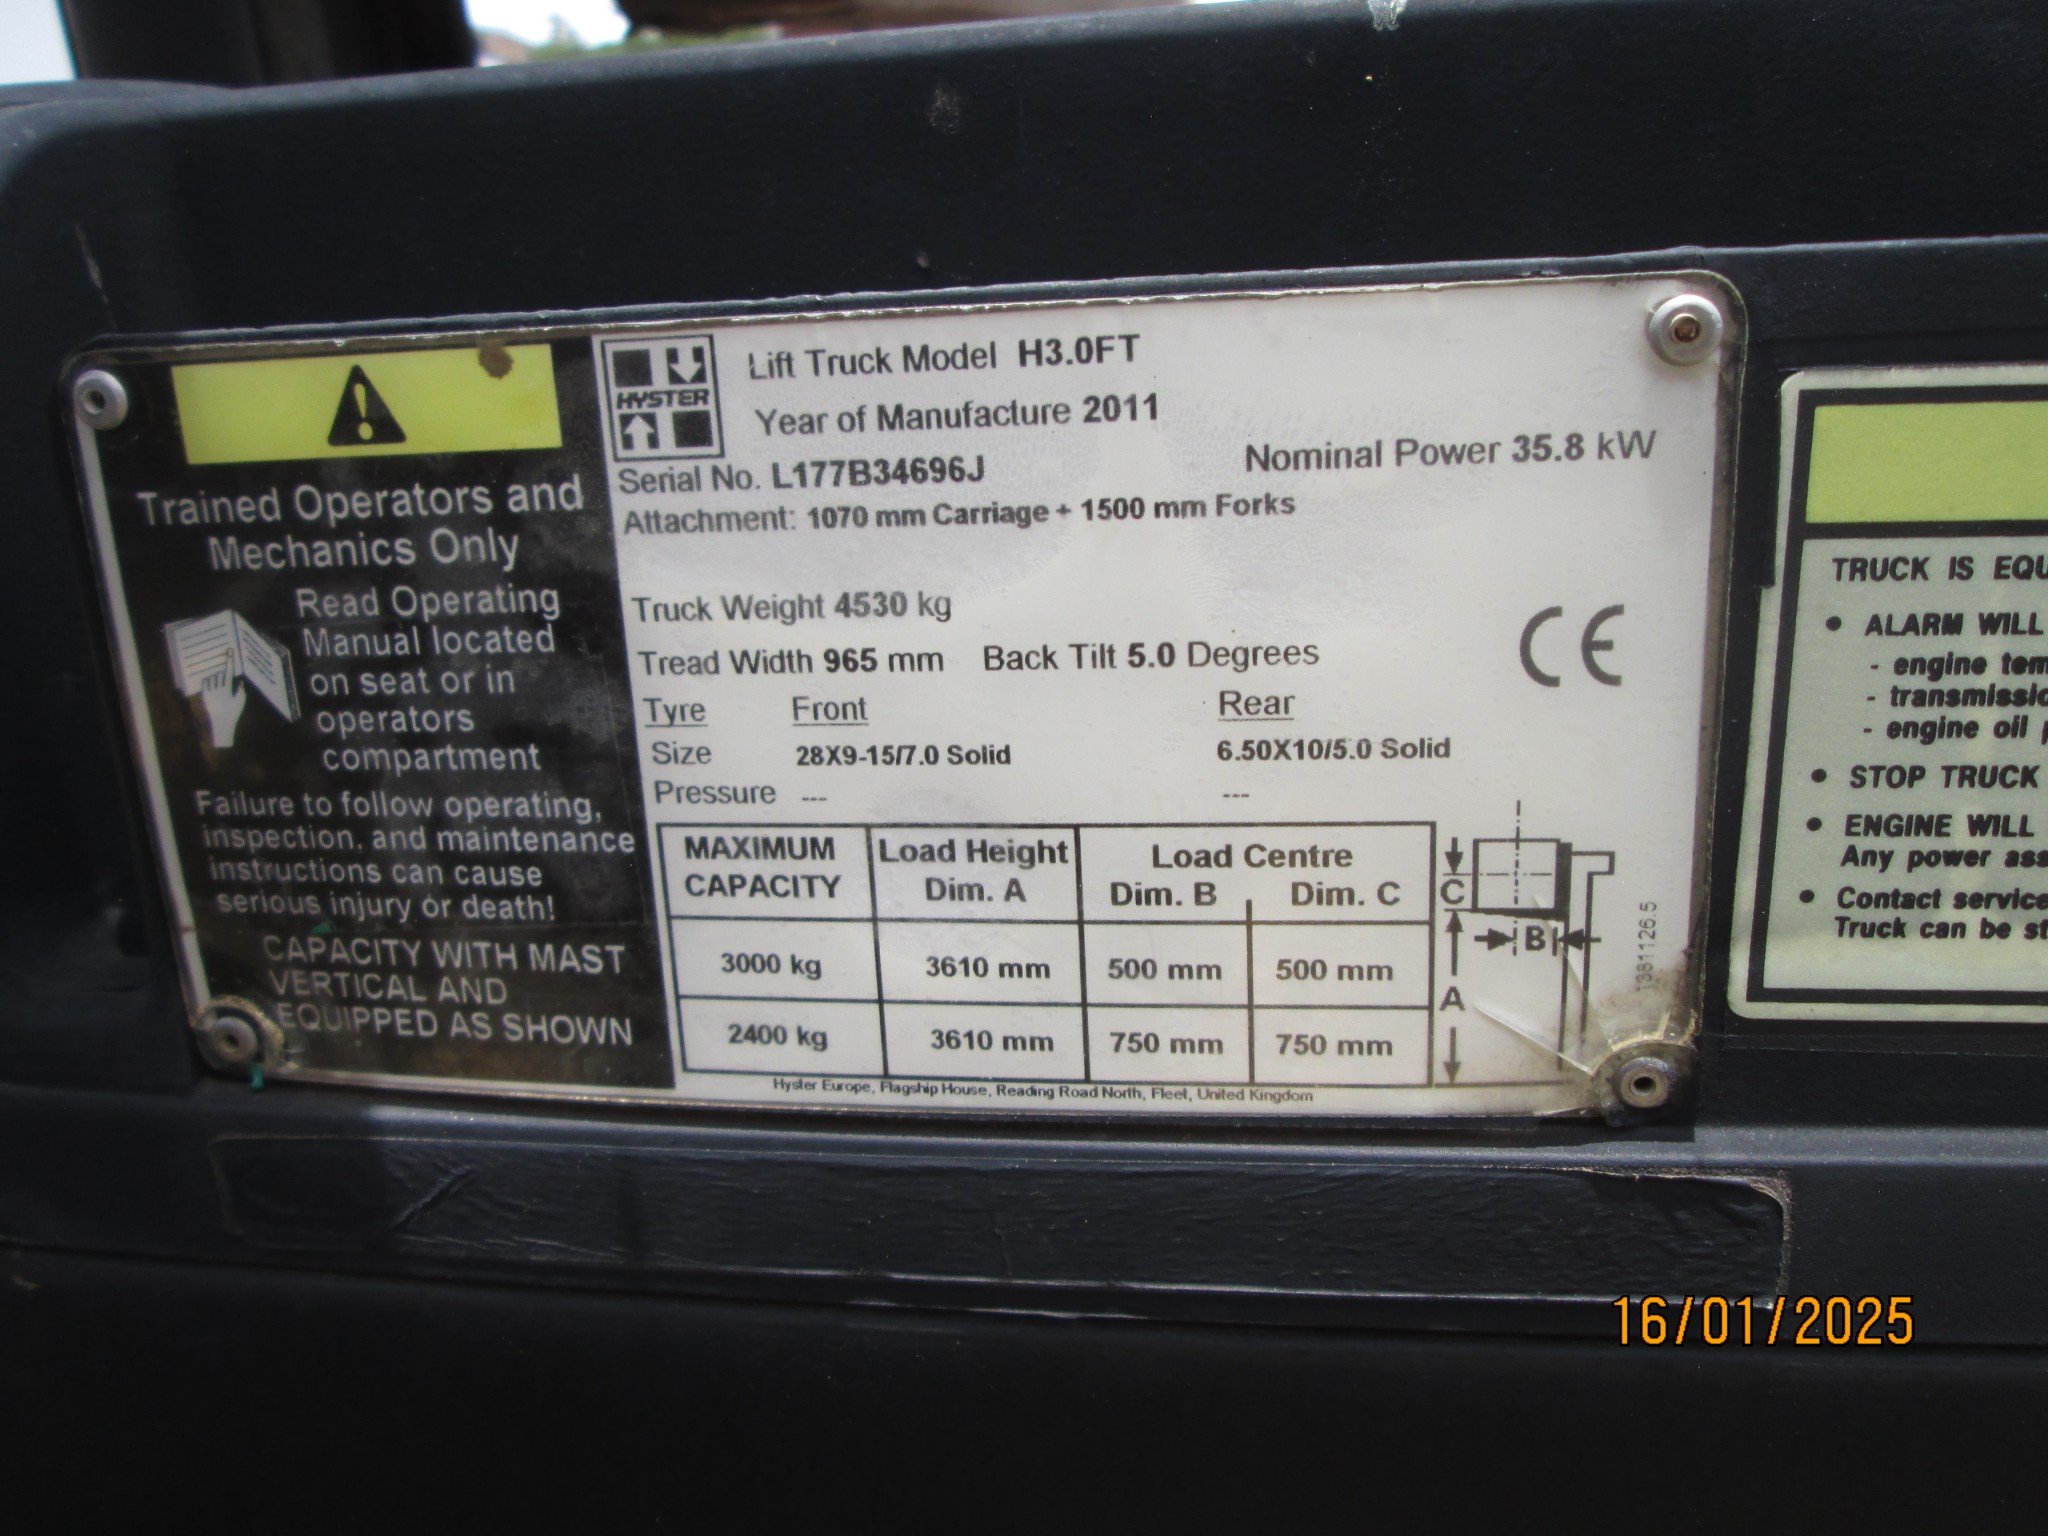 Trained Operators and
Mechanics Only
Read Operating
Manual located
on seat or in
operators
compartment
Failure to follow operating,
inspection, and maintenance
instructions can cause
serious injury or death!
CAPACITY WITH MAST
VERTICAL AND
EQUIPPED AS SHOWN
HYSTER
Lift Truck Model H3.0FT
Year of Manufacture 2011
Nominal Power 35.8 kW
Serial No. L177B34696J
Attachment: 1070 mm Carriage + 1500 mm Forks
Truck Weight 4530 kg
CE
Tread Width 965 mm Back Tilt 5.0 Degrees
Tyre Front Rear
Size 28X9-15/7.0 Solid 6.50X10/5.0 Solid
Pressure --- ---
MAXIMUM CAPACITY Load Height Dim. A Load Centre Dim. B Dim. C
3000 kg 3610 mm 500 mm 500 mm
2400 kg 3610 mm 750 mm 750 mm
C
B
A
1381126.5
Hyster Europe, Flagship House, Reading Road North, Fleet, United Kingdom
TRUCK IS EQU
• ALARM WILL
- engine tem
- transmissio
- engine oil p
• STOP TRUCK
• ENGINE WILL
Any power ass
• Contact service
Truck can be st
16/01/2025